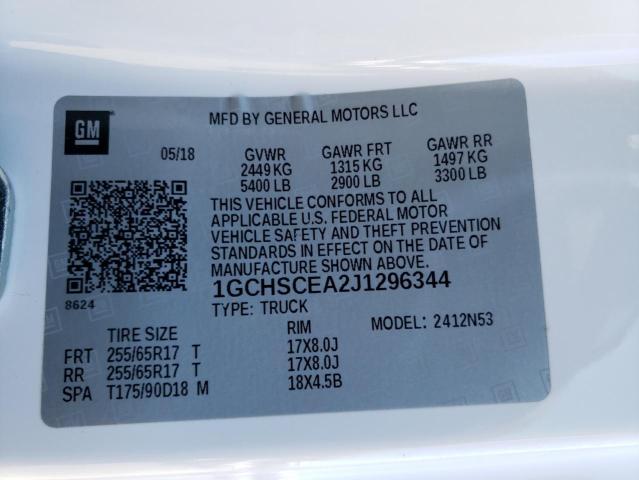 GM
MFD BY GENERAL MOTORS LLC
05/18 GVWR GAWR FRT GAWR RR
2449 KG 1315 KG 1497 KG
5400 LB 2900 LB 3300 LB
THIS VEHICLE CONFORMS TO ALL
APPLICABLE U.S. FEDERAL MOTOR
VEHICLE SAFETY AND THEFT PREVENTION
STANDARDS IN EFFECT ON THE DATE OF
MANUFACTURE SHOWN ABOVE.
8624
1GCHSCEA2J1296344
TYPE: TRUCK MODEL: 2412N53
TIRE SIZE RIM
FRT 255/65R17 T 17X8.0J
RR 255/65R17 T 17X8.0J
SPA T175/90D18 M 18X4.5B